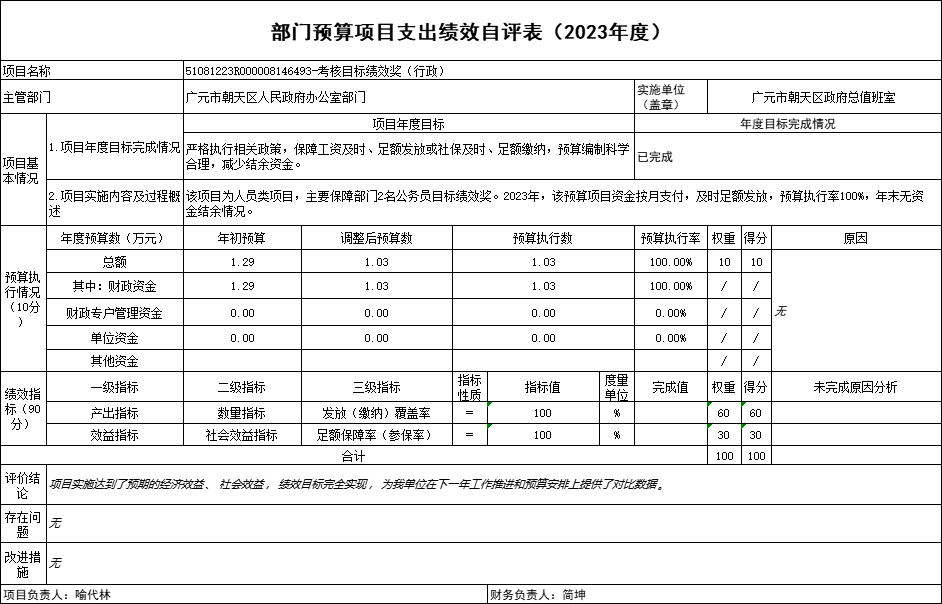 部门预算项目支出绩效自评表（2023年度）
项目名称 51081223R000008146493-考核目标绩效奖（行政）
主管部门 广元市朝天区人民政府办公室部门 实施单位（盖章） 广元市朝天区政府总值班室
项目基本情况
1.项目年度目标完成情况 项目年度目标 年度目标完成情况
严格执行相关政策，保障工资及时、足额发放或社保及时、足额缴纳，预算编制科学
合理，减少结余资金。
已完成
2.项目实施内容及过程概
述
该项目为人员类项目，主要保障部门2名公务员目标绩效奖。2023年，该预算项目资金按月支付，及时足额发放，预算执行率100%，年末无资
金结余情况。
预算执行情况（10分）
年度预算数（万元） 年初预算 调整后预算数 预算执行数 预算执行率 权重 得分 原因
总额 1.29 1.03 1.03 100.00% 10 10 无
其中：财政资金 1.29 1.03 1.03 100.00% / /
财政专户管理资金 0.00 0.00 0.00 0.00% / /
单位资金 0.00 0.00 0.00 0.00% / /
其他资金 / /
绩效指标（90分）
一级指标 二级指标 三级指标 指标性质 指标值 度量单位 完成值 权重 得分 未完成原因分析
产出指标 数量指标 发放（缴纳）覆盖率 ＝ 100 % 60 60
效益指标 社会效益指标 足额保障率（参保率） ＝ 100 % 30 30
合计 100 100
评价结论 项目实施达到了预期的经济效益、社会效益，绩效目标完全实现，为我单位在下一年工作推进和预算安排上提供了对比数据。
存在问题 无
改进措施 无
项目负责人：喻代林 财务负责人：简坤